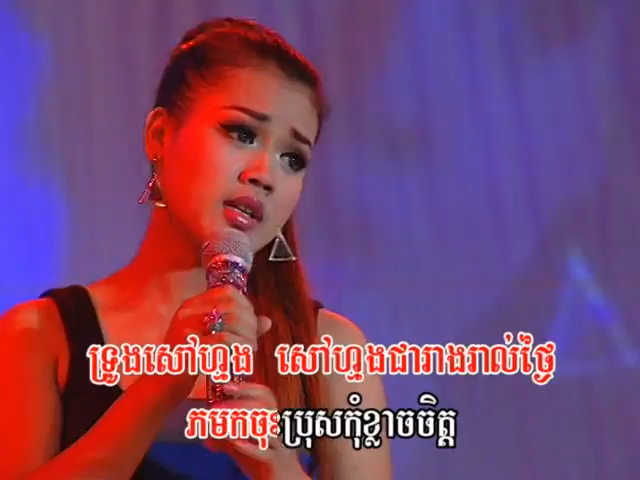 ទ្រូងសៅហ្មង សៅហ្មងជារាងរាល់ថ្ងៃ
ភមកចុះប្រុសកុំខ្លាចចិត្ត